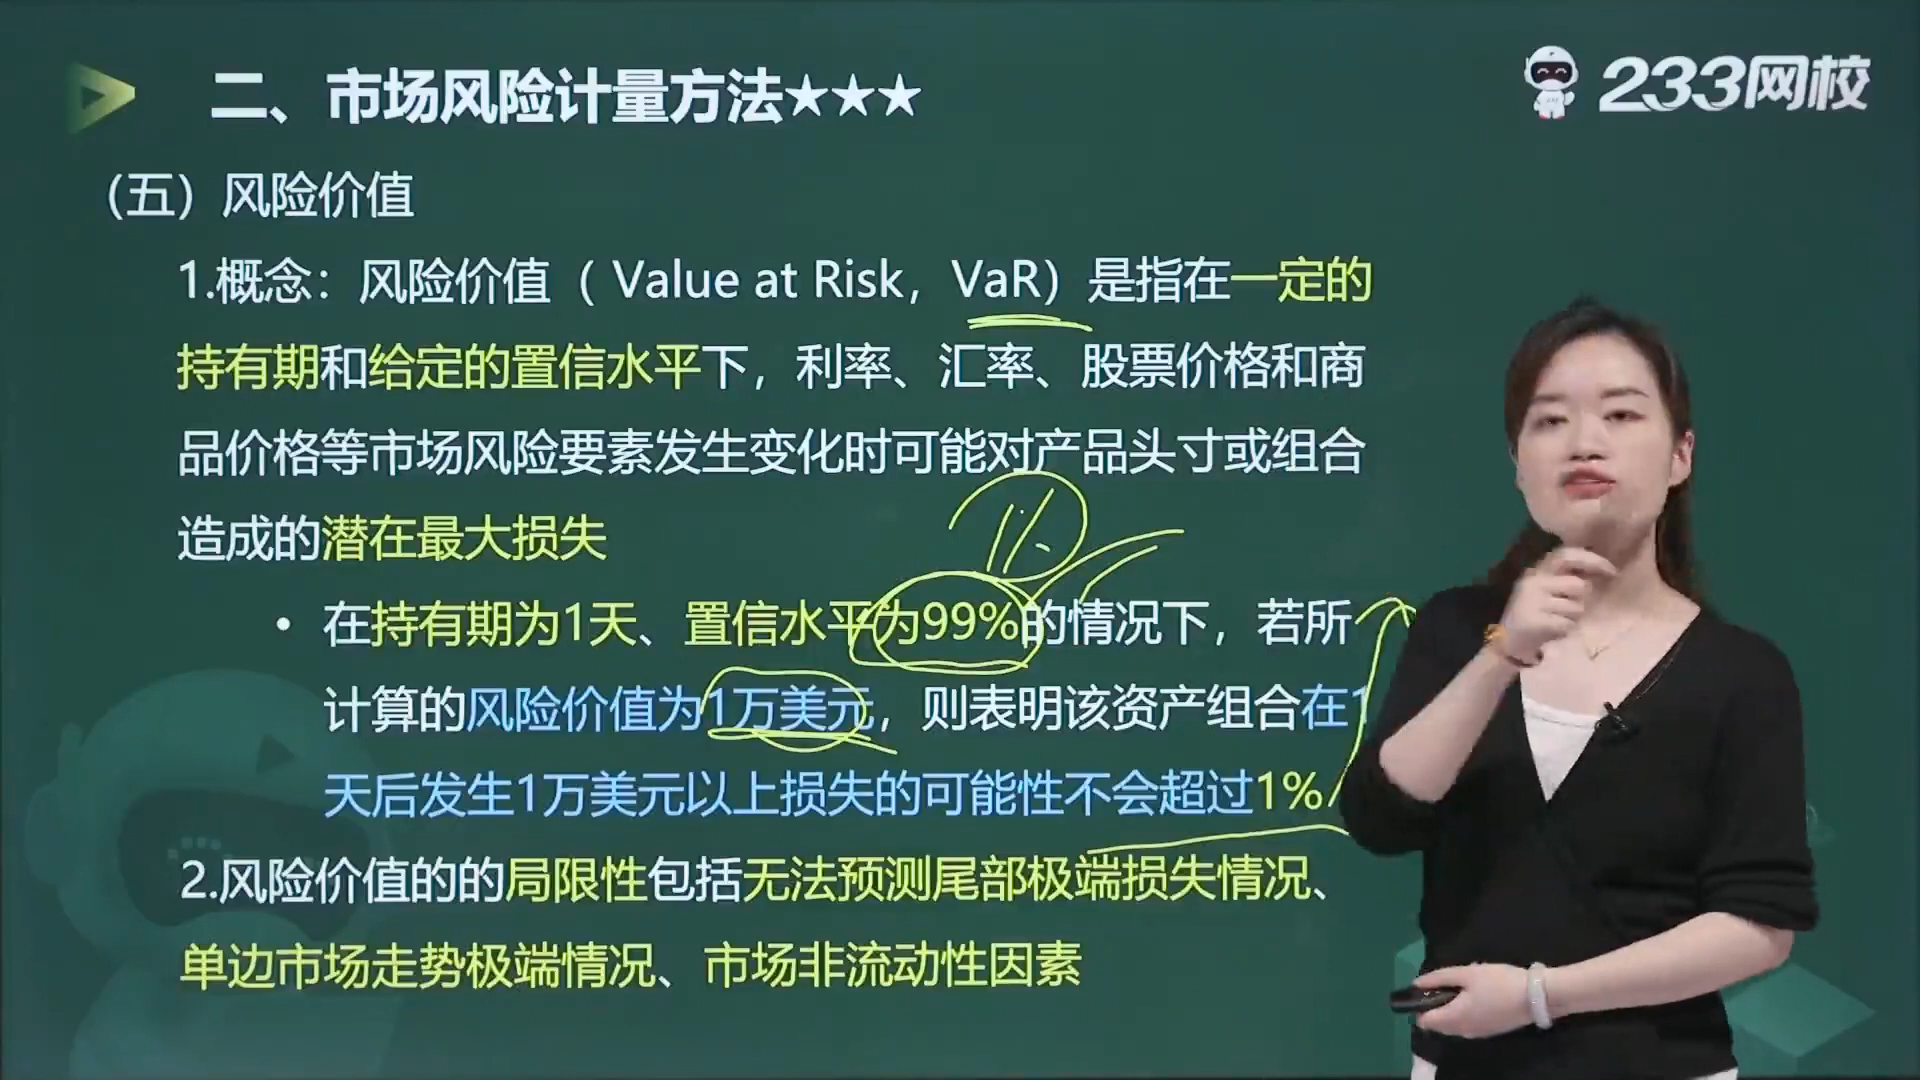 二、市场风险计量方法★★★
233网校
（五）风险价值
1.概念：风险价值（ Value at Risk，VaR）是指在一定的
持有期和给定的置信水平下，利率、汇率、股票价格和商
品价格等市场风险要素发生变化时可能对产品头寸或组合
造成的潜在最大损失
• 在持有期为1天、置信水平为99%的情况下，若所
计算的风险价值为1万美元，则表明该资产组合在1
天后发生1万美元以上损失的可能性不会超过1%
2.风险价值的的局限性包括无法预测尾部极端损失情况、
单边市场走势极端情况、市场非流动性因素